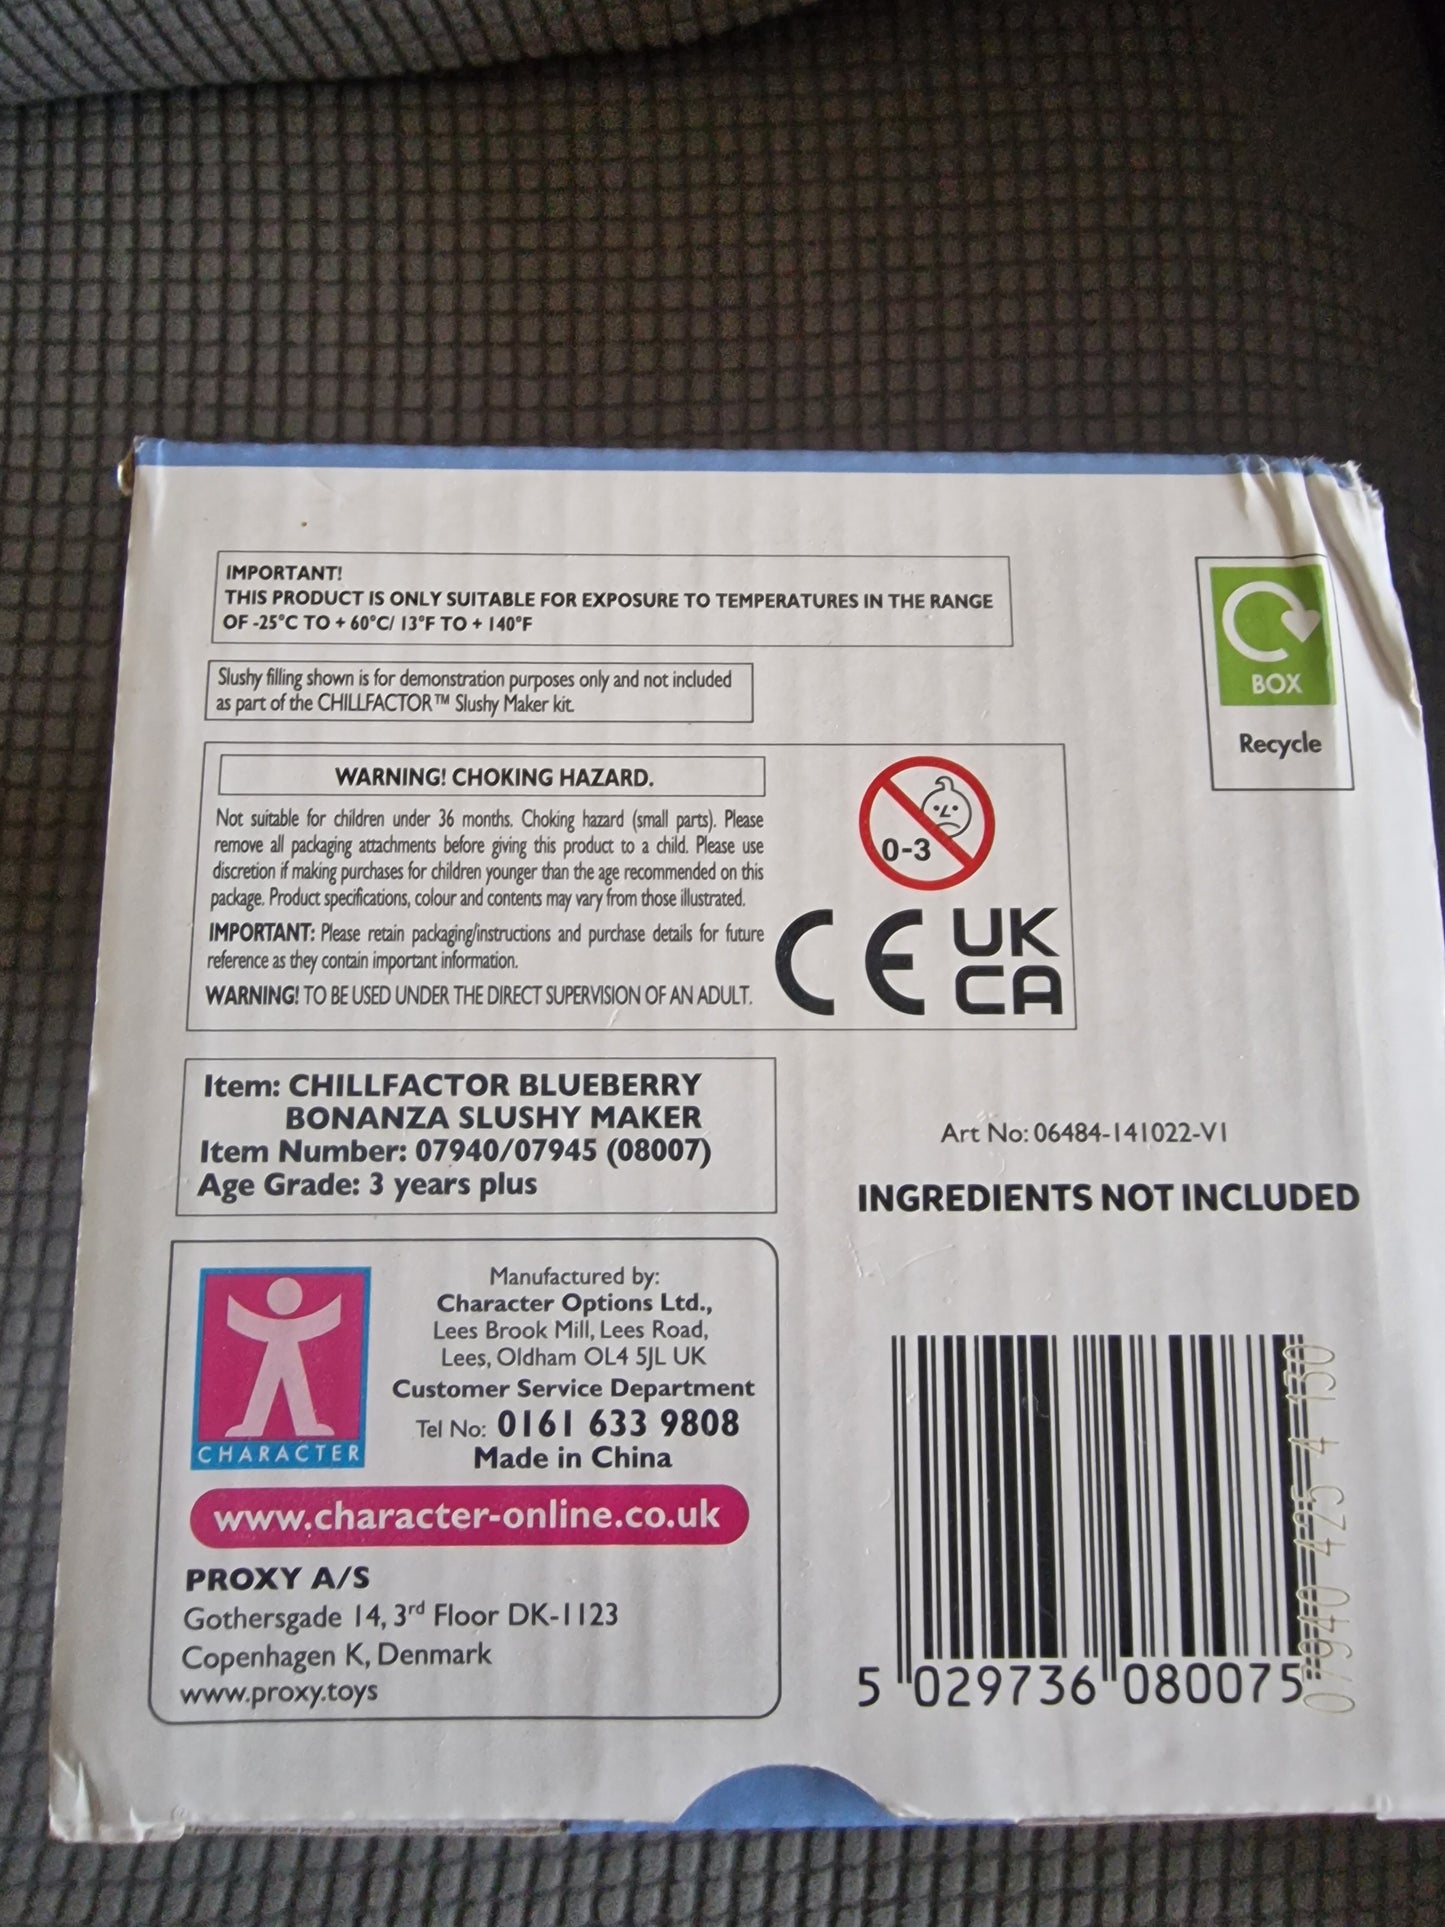 IMPORTANT!
THIS PRODUCT IS ONLY SUITABLE FOR EXPOSURE TO TEMPERATURES IN THE RANGE
OF -25°C TO + 60°C/ 13°F TO + 140°F
BOX
Recycle
Slushy filling shown is for demonstration purposes only and not included
as part of the CHILLFACTOR™ Slushy Maker kit.
WARNING! CHOKING HAZARD.
Not suitable for children under 36 months. Choking hazard (small parts). Please
remove all packaging attachments before giving this product to a child. Please use
discretion if making purchases for children younger than the age recommended on this
package. Product specifications, colour and contents may vary from those illustrated.
IMPORTANT: Please retain packaging/instructions and purchase details for future
reference as they contain important information.
WARNING! TO BE USED UNDER THE DIRECT SUPERVISION OF AN ADULT.
0-3
CE
UK
CA
Item: CHILLFACTOR BLUEBERRY
BONANZA SLUSHY MAKER
Item Number: 07940/07945 (08007)
Age Grade: 3 years plus
Art No: 06484-141022-V1
INGREDIENTS NOT INCLUDED
CHARACTER
Manufactured by:
Character Options Ltd.,
Lees Brook Mill, Lees Road,
Lees, Oldham OL4 5JL UK
Customer Service Department
Tel No: 0161 633 9808
Made in China
www.character-online.co.uk
PROXY A/S
Gothersgade 14, 3rd Floor DK-1123
Copenhagen K, Denmark
www.proxy.toys
5 029736 080075
07940 425 4 130